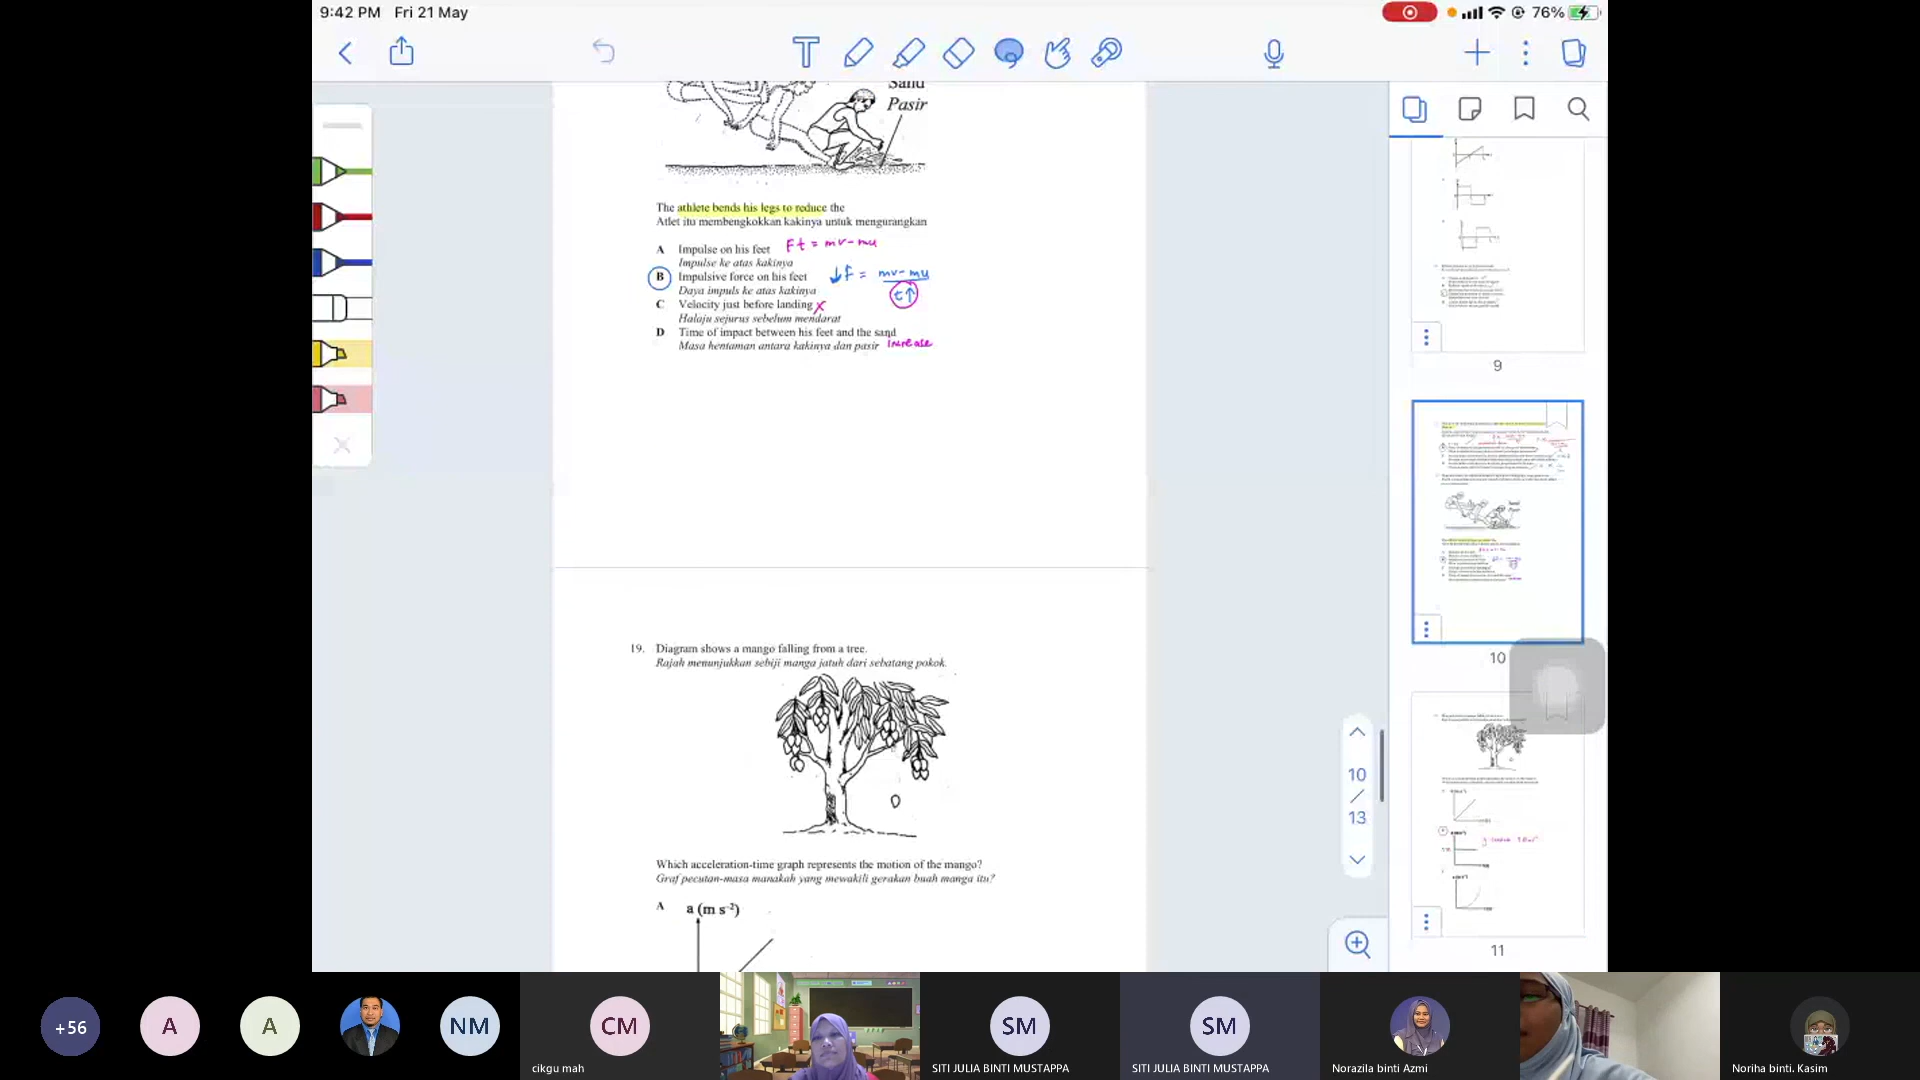 9:42 PM Fri 21 May
76%
Sand
Pasir
The athlete bends his legs to reduce the
Atlet itu membengkokkan kakinya untuk mengurangkan
A Impulse on his feet Ft = mv - mu
Impulse ke atas kakinya
B Impulsive force on his feet ↓F = mv - mu
Daya impuls ke atas kakinya t↑
C Velocity just before landing x
Halaju sejurus sebelum mendarat
D Time of impact between his feet and the sand
Masa hentaman antara kakinya dan pasir increase
19. Diagram shows a mango falling from a tree.
Rajah menunjukkan sebiji manga jatuh dari sebatang pokok.
Which acceleration-time graph represents the motion of the mango?
Graf pecutan-masa manakah yang mewakili gerakan buah manga itu?
A a (m s⁻²)
9
10
11
10
/
13
+56
A
A
NM
CM
cikgu mah
SM
SITI JULIA BINTI MUSTAPPA
SM
SITI JULIA BINTI MUSTAPPA
Norazila binti Azmi
Noriha binti. Kasim